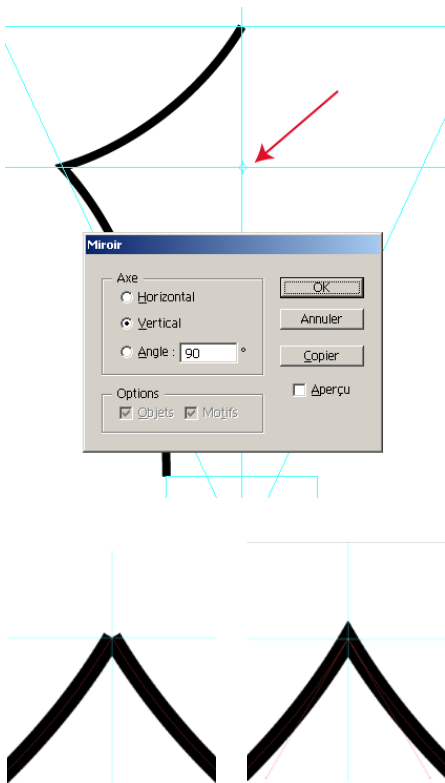 Miroir
Axe
Horizontal
Vertical
Angle : 90 °
OK
Annuler
Copier
Aperçu
Options
Objets Motifs